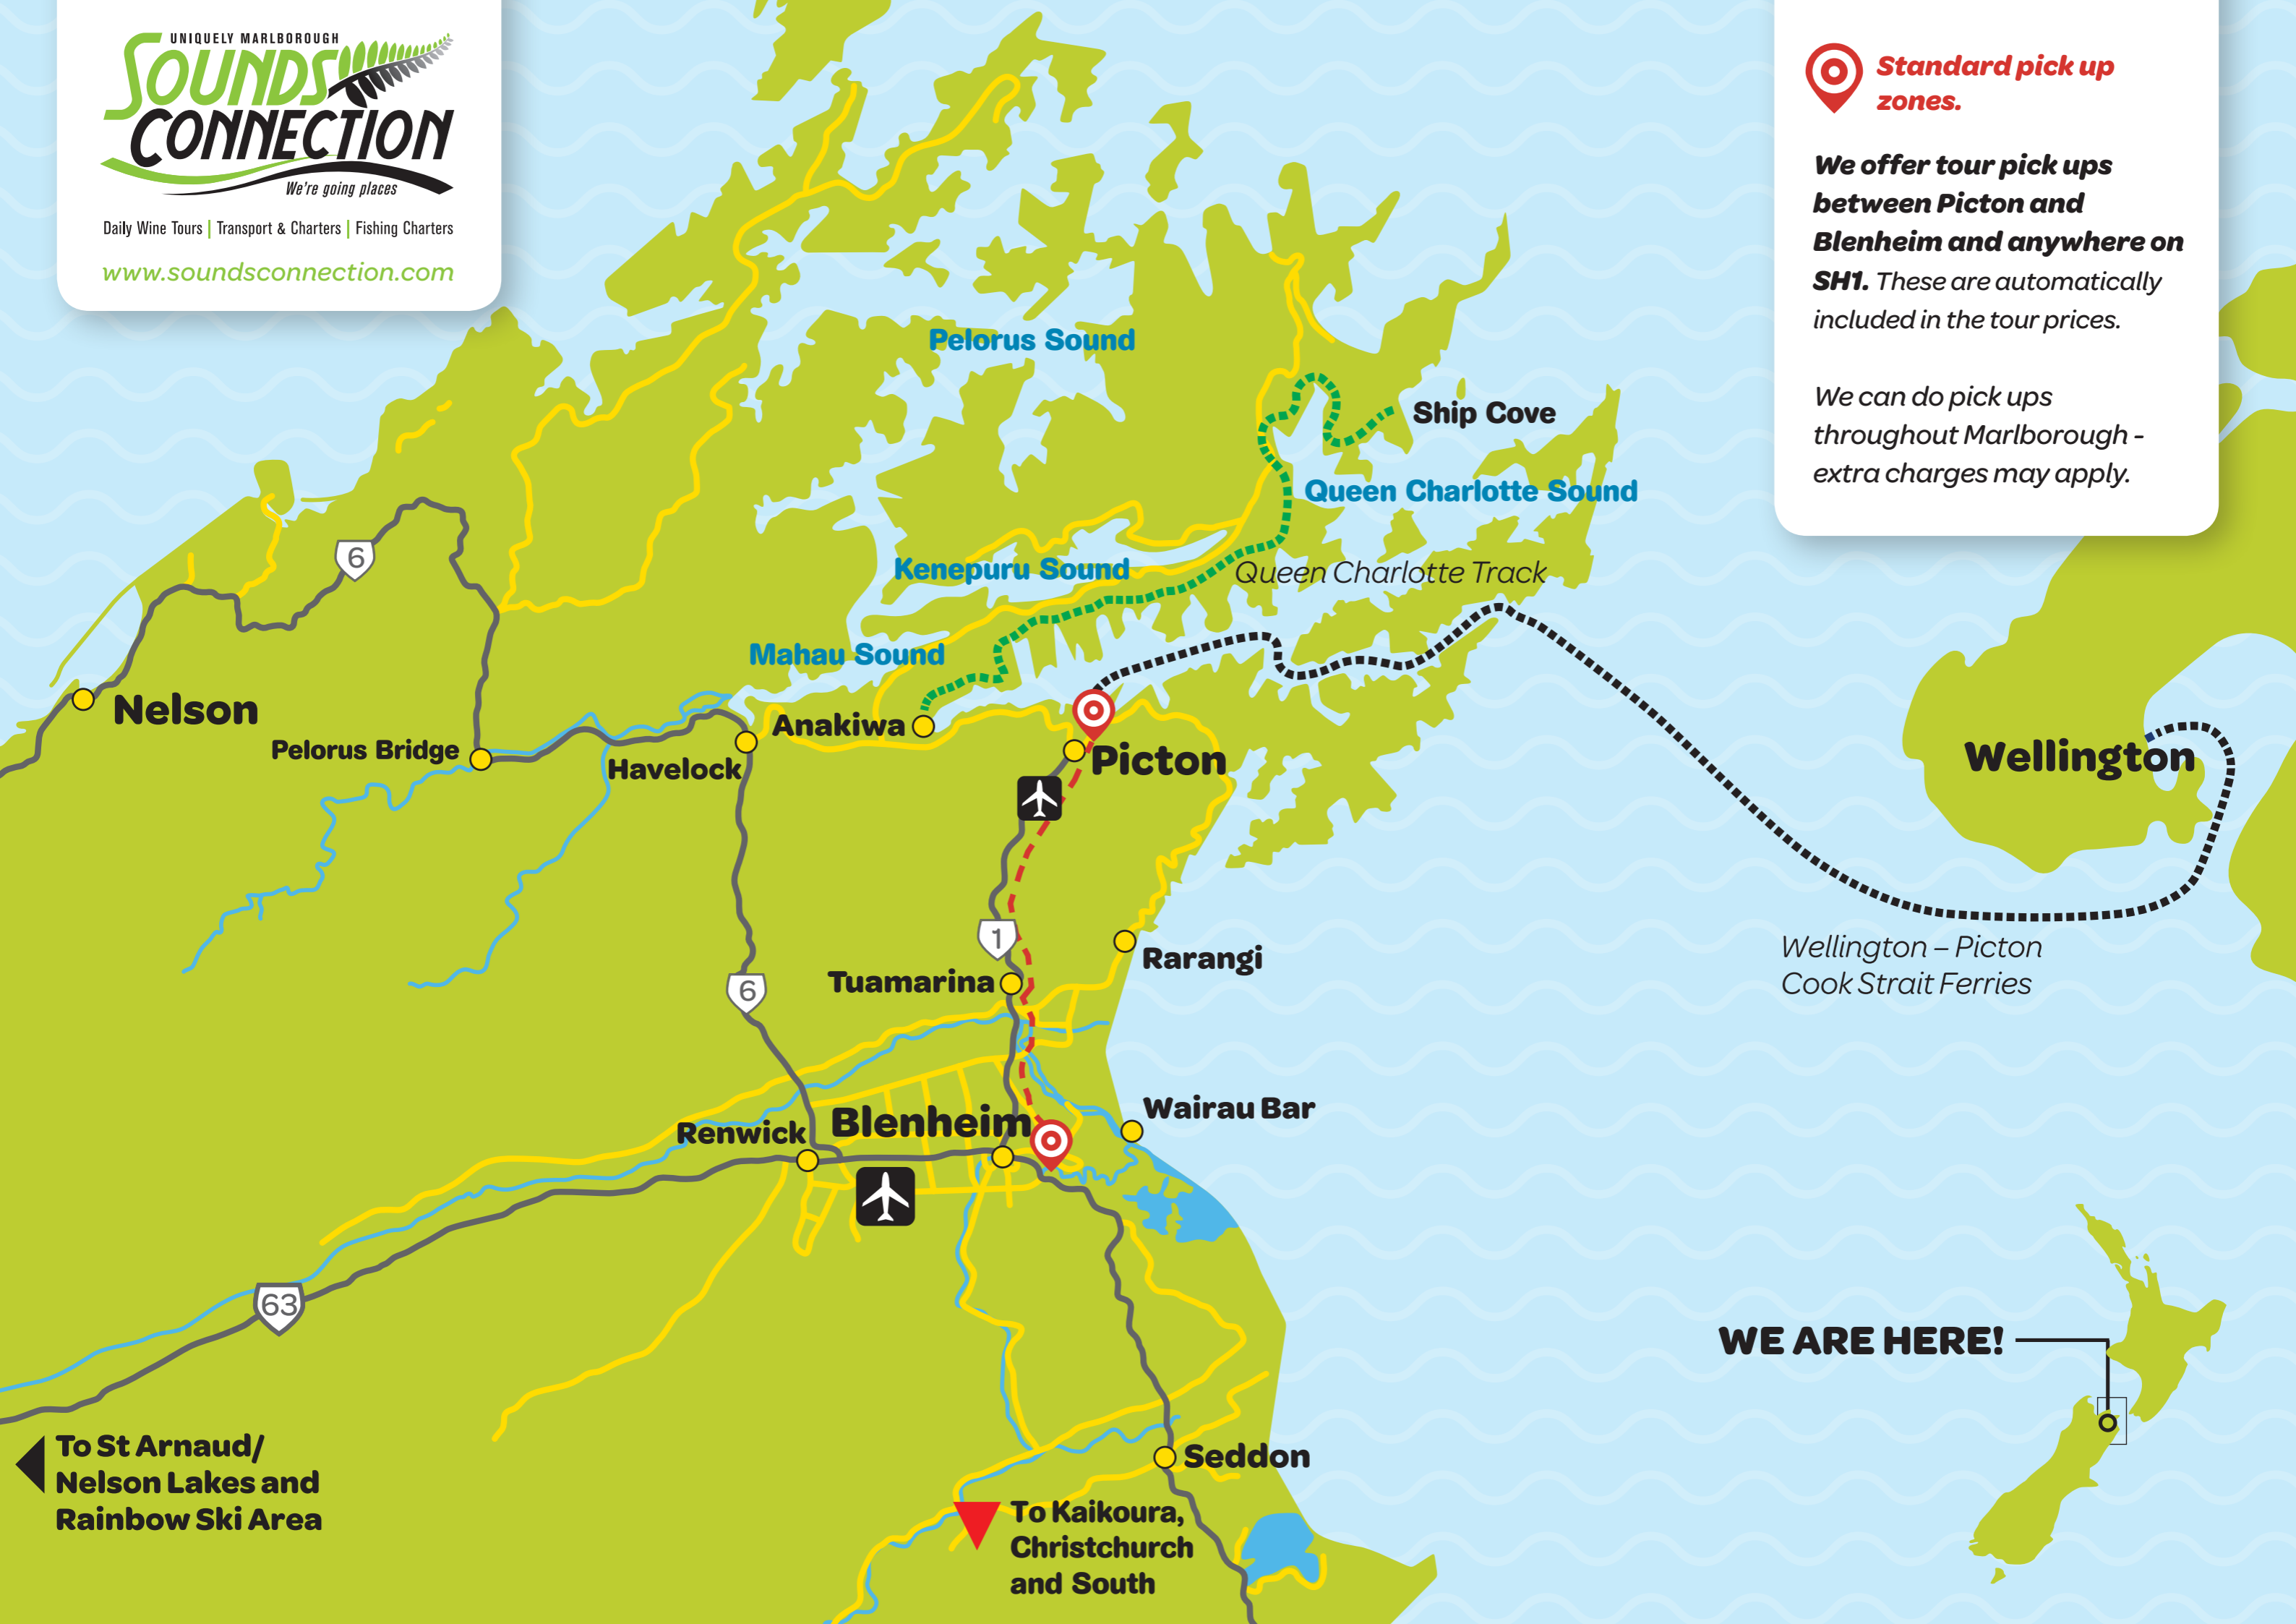 UNIQUELY MARLBOROUGH
SOUNDS
CONNECTION
We're going places
Daily Wine Tours | Transport & Charters | Fishing Charters
www.soundsconnection.com
Standard pick up
zones.
We offer tour pick ups
between Picton and
Blenheim and anywhere on
SH1. These are automatically
included in the tour prices.
We can do pick ups
throughout Marlborough -
extra charges may apply.
Pelorus Sound
Ship Cove
Queen Charlotte Sound
6
Kenepuru Sound
Queen Charlotte Track
Mahau Sound
Nelson
Anakiwa
Pelorus Bridge
Havelock
Picton
Wellington
1
Rarangi
Wellington – Picton
Cook Strait Ferries
Tuamarina
6
Wairau Bar
Blenheim
Renwick
63
WE ARE HERE!
To St Arnaud/
Nelson Lakes and
Rainbow Ski Area
Seddon
To Kaikoura,
Christchurch
and South